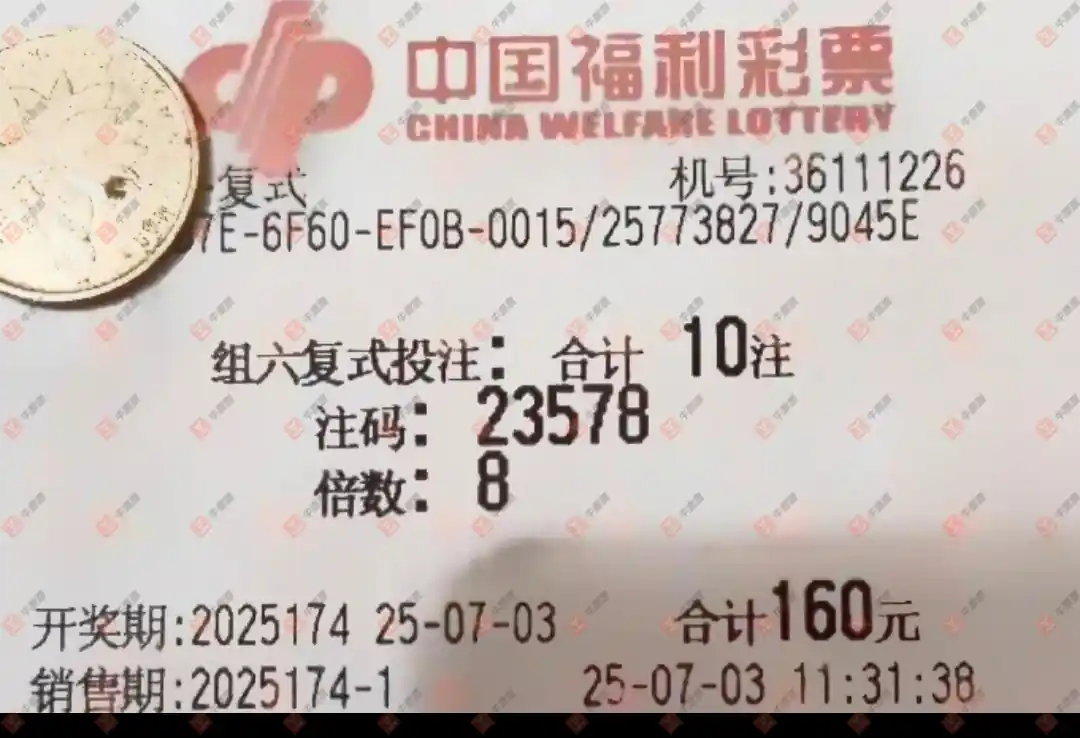 中国福利彩票
CHINA WELFARE LOTTERY
复式 机号:36111226
7E-6F60-EF0B-0015/25773827/9045E
组六复式投注: 合计 10注
注码: 23578
倍数: 8
开奖期:2025174 25-07-03 合计160元
销售期:2025174-1 25-07-03 11:31:38